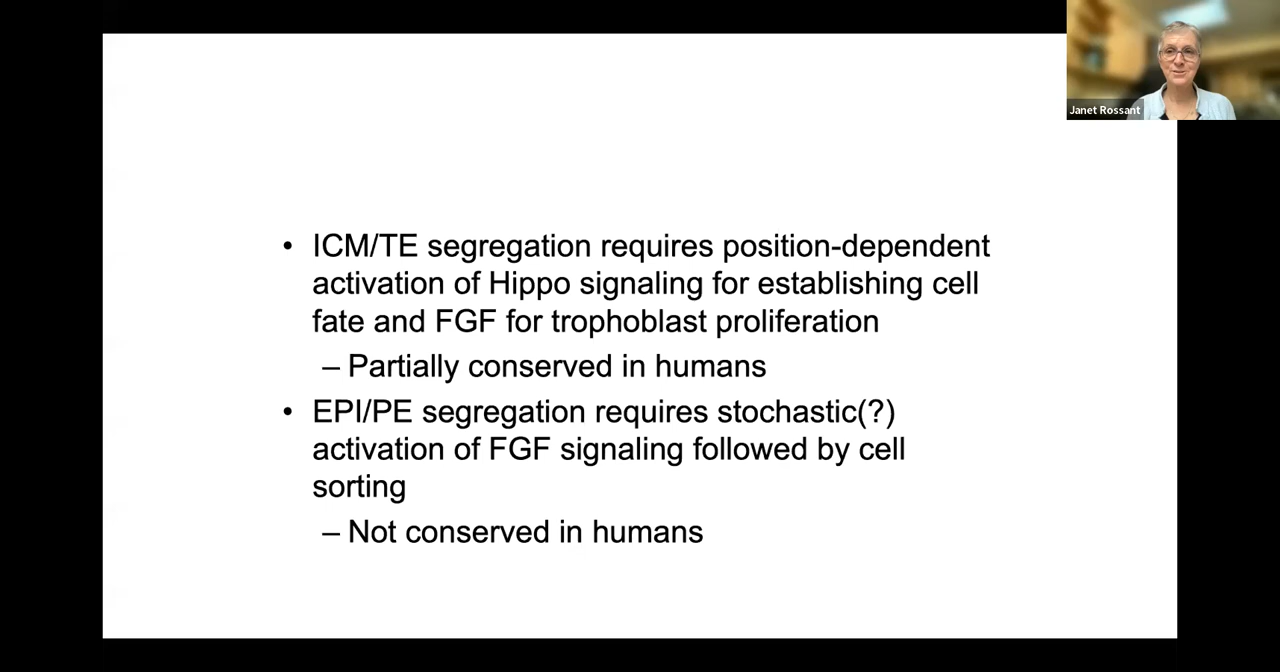 Janet Rossant
• ICM/TE segregation requires position-dependent
activation of Hippo signaling for establishing cell
fate and FGF for trophoblast proliferation
– Partially conserved in humans
• EPI/PE segregation requires stochastic(?)
activation of FGF signaling followed by cell
sorting
– Not conserved in humans